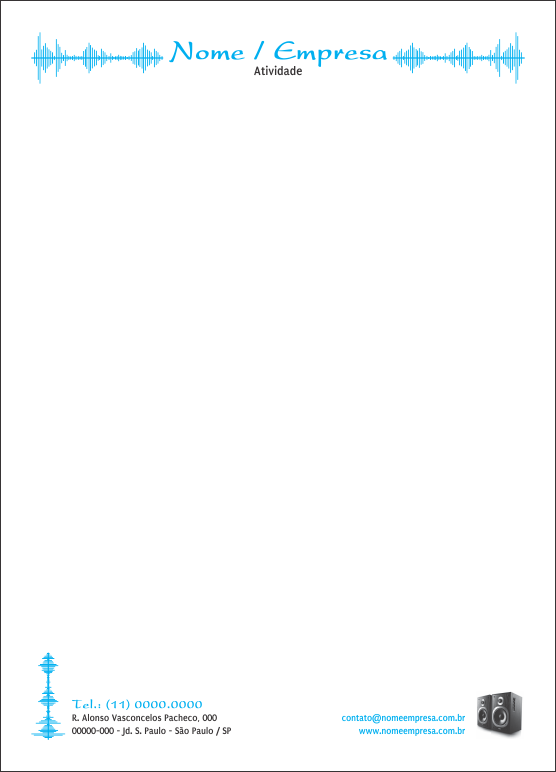 Nome / Empresa
Atividade
Tel.: (11) 0000.0000
R. Alonso Vasconcelos Pacheco, 000
00000-000 - Jd. S. Paulo - São Paulo / SP
contato@nomeempresa.com.br
www.nomeempresa.com.br